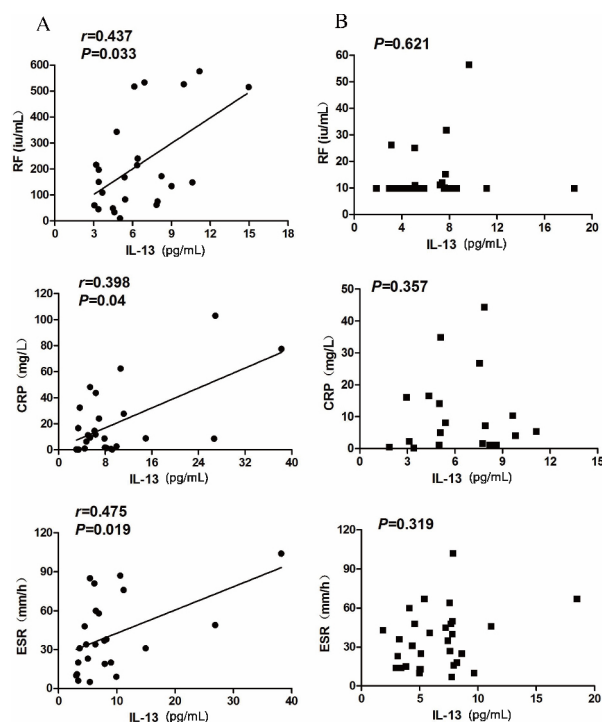 A
B
r=0.437
P=0.033
P=0.621
RF (iu/mL)
600
500
400
300
200
100
0
0 3 6 9 12 15 18
IL-13 (pg/mL)
RF (iu/mL)
60
50
40
30
20
10
0
0 4 8 12 16 20
IL-13 (pg/mL)
r=0.398
P=0.04
P=0.357
CRP (mg/L)
120
100
80
60
40
20
0
0 8 16 24 32 40
IL-13 (pg/mL)
CRP (mg/L)
50
40
30
20
10
0
0 3 6 9 12 15
IL-13 (pg/mL)
r=0.475
P=0.019
P=0.319
ESR (mm/h)
120
90
60
30
0
0 10 20 30 40
IL-13 (pg/mL)
ESR (mm/h)
120
90
60
30
0
0 5 10 15 20
IL-13 (pg/mL)